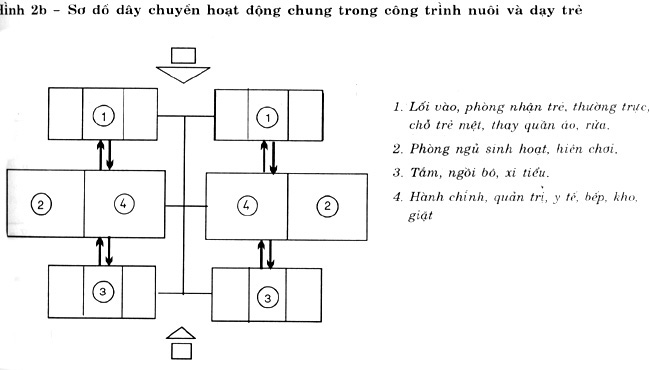 Hình 2b - Sơ đồ dây chuyền hoạt động chung trong công trình nuôi và dạy trẻ
1
1
2
4
4
2
3
3
1. Lối vào, phòng nhận trẻ, thường trực,
chỗ trẻ mệt, thay quần áo, rửa.
2. Phòng ngủ sinh hoạt, hiên chơi.
3. Tắm, ngồi bô, xí tiểu.
4. Hành chính, quản trị, y tế, bếp, kho,
giặt